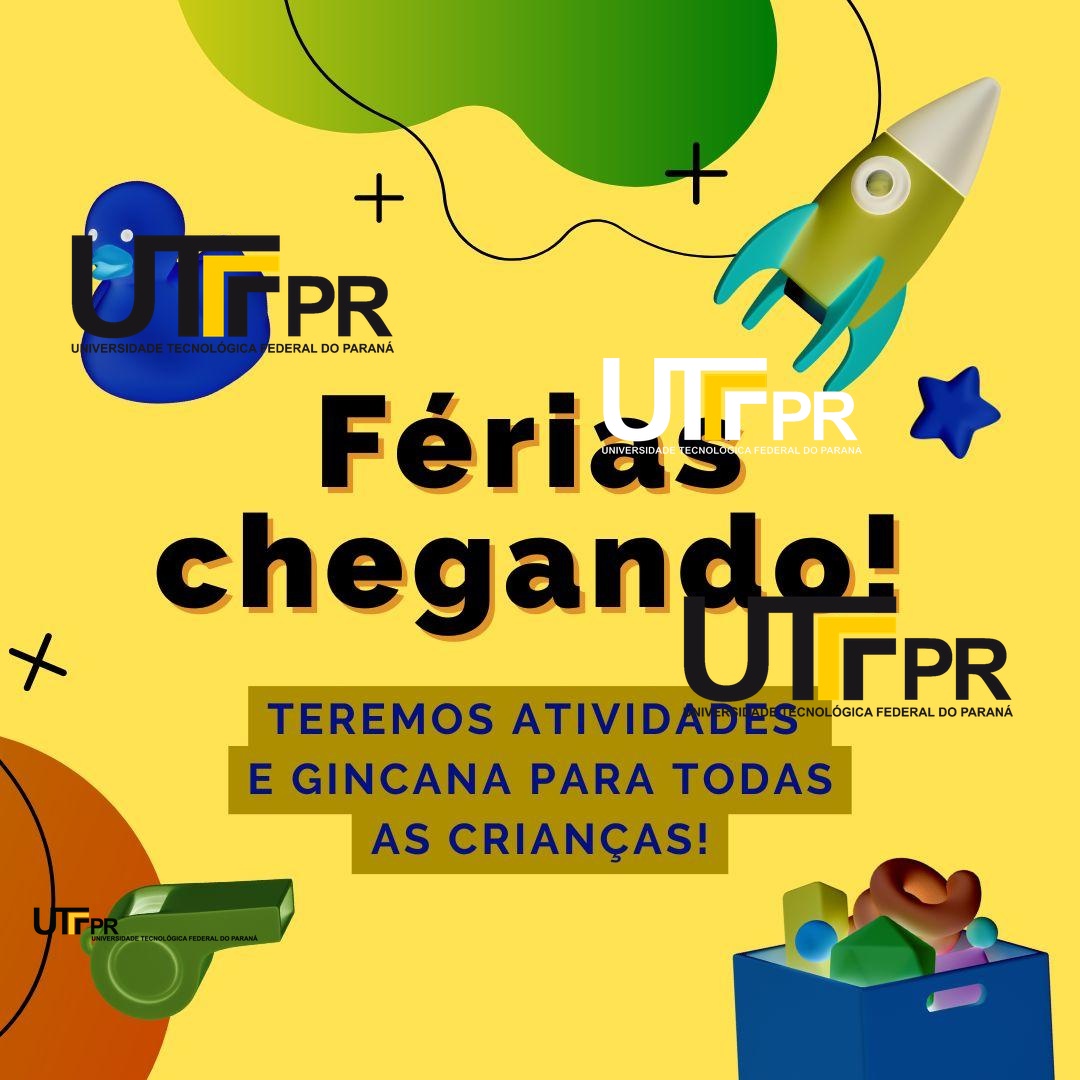 UTFPR
UNIVERSIDADE TECNOLÓGICA FEDERAL DO PARANÁ
UTFPR
UNIVERSIDADE TECNOLÓGICA FEDERAL DO PARANÁ
Férias
chegando!
UTFPR
UNIVERSIDADE TECNOLÓGICA FEDERAL DO PARANÁ
TEREMOS ATIVIDADES
E GINCANA PARA TODAS
AS CRIANÇAS!
UTFPR
UNIVERSIDADE TECNOLÓGICA FEDERAL DO PARANÁ